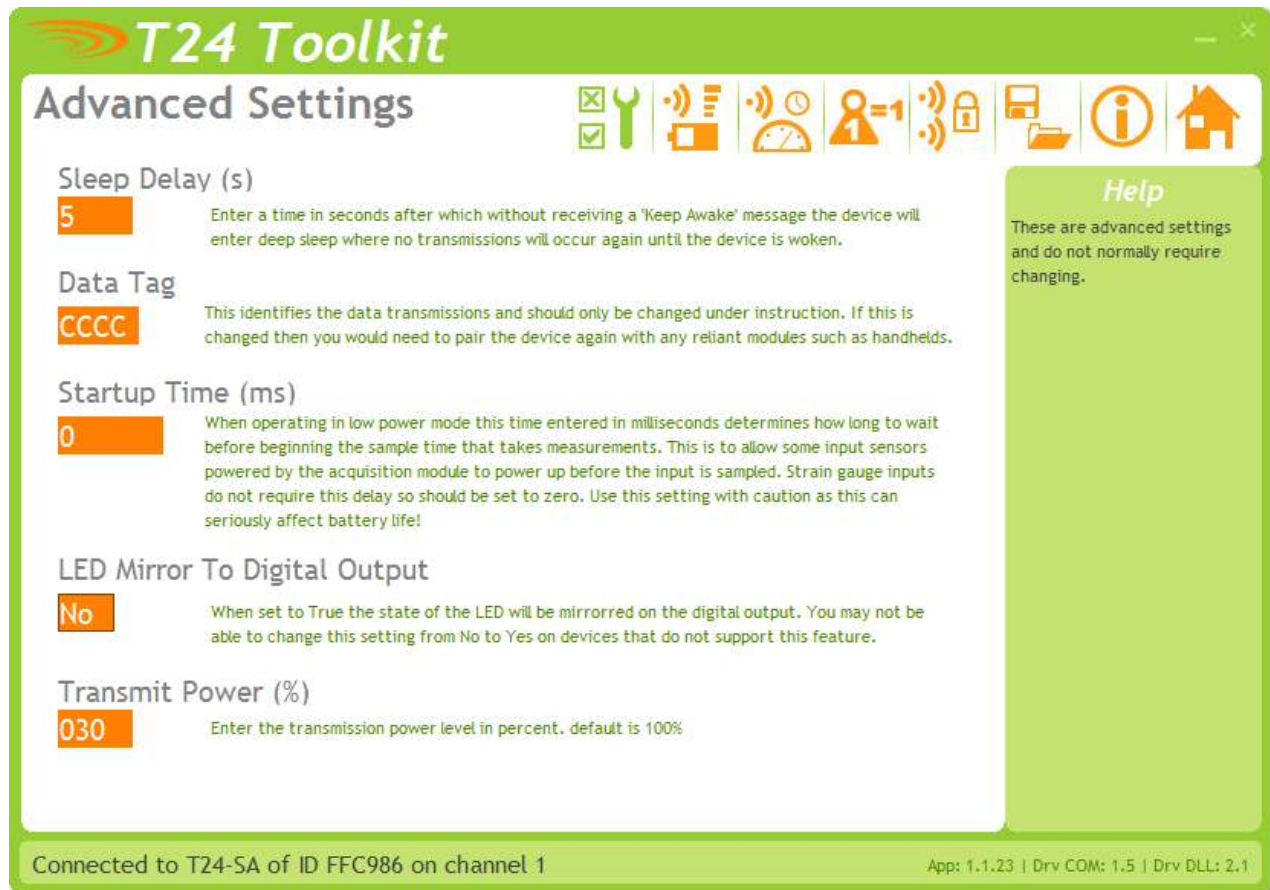 T24 Toolkit
Advanced Settings
1
=1
Sleep Delay (s)
5
Enter a time in seconds after which without receiving a 'Keep Awake' message the device will
enter deep sleep where no transmissions will occur again until the device is woken.
Data Tag
CCCC
This identifies the data transmissions and should only be changed under instruction. If this is
changed then you would need to pair the device again with any reliant modules such as handhelds.
Startup Time (ms)
0
When operating in low power mode this time entered in milliseconds determines how long to wait
before beginning the sample time that takes measurements. This is to allow some input sensors
powered by the acquisition module to power up before the input is sampled. Strain gauge inputs
do not require this delay so should be set to zero. Use this setting with caution as this can
seriously affect battery life!
LED Mirror To Digital Output
No
When set to True the state of the LED will be mirrorred on the digital output. You may not be
able to change this setting from No to Yes on devices that do not support this feature.
Transmit Power (%)
030
Enter the transmission power level in percent. default is 100%
Help
These are advanced settings
and do not normally require
changing.
Connected to T24-SA of ID FFC986 on channel 1
App: 1.1.23 | Drv COM: 1.5 | Drv DLL: 2.1